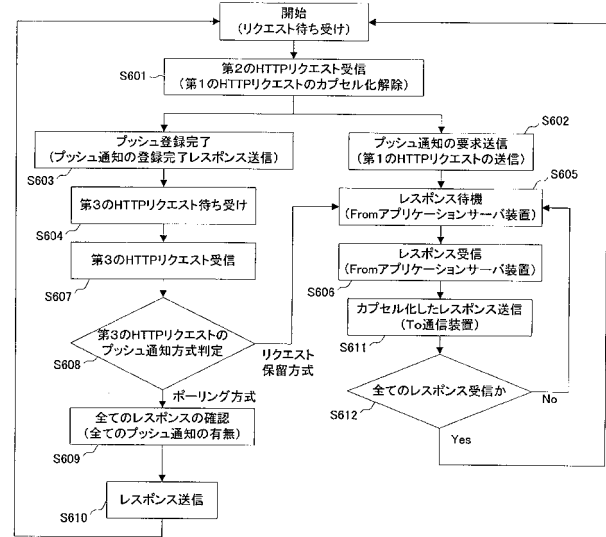 開始
(リクエスト待ち受け)
S601
第2のHTTPリクエスト受信
(第1のHTTPリクエストのカプセル化解除)
S602
プッシュ登録完了
(プッシュ通知の登録完了レスポンス送信)
S603
プッシュ通知の要求送信
(第1のHTTPリクエストの送信)
S605
第3のHTTPリクエスト待ち受け
S604
レスポンス待機
(Fromアプリケーションサーバ装置)
第3のHTTPリクエスト受信
S607
レスポンス受信
(Fromアプリケーションサーバ装置)
S606
カプセル化したレスポンス送信
(To通信装置)
S611
第3のHTTPリクエストの
プッシュ通知方式判定
S608
リクエスト
保留方式
全てのレスポンス受信か
S612
No
Yes
ポーリング方式
全てのレスポンスの確認
(全てのプッシュ通知の有無)
S609
レスポンス送信
S610